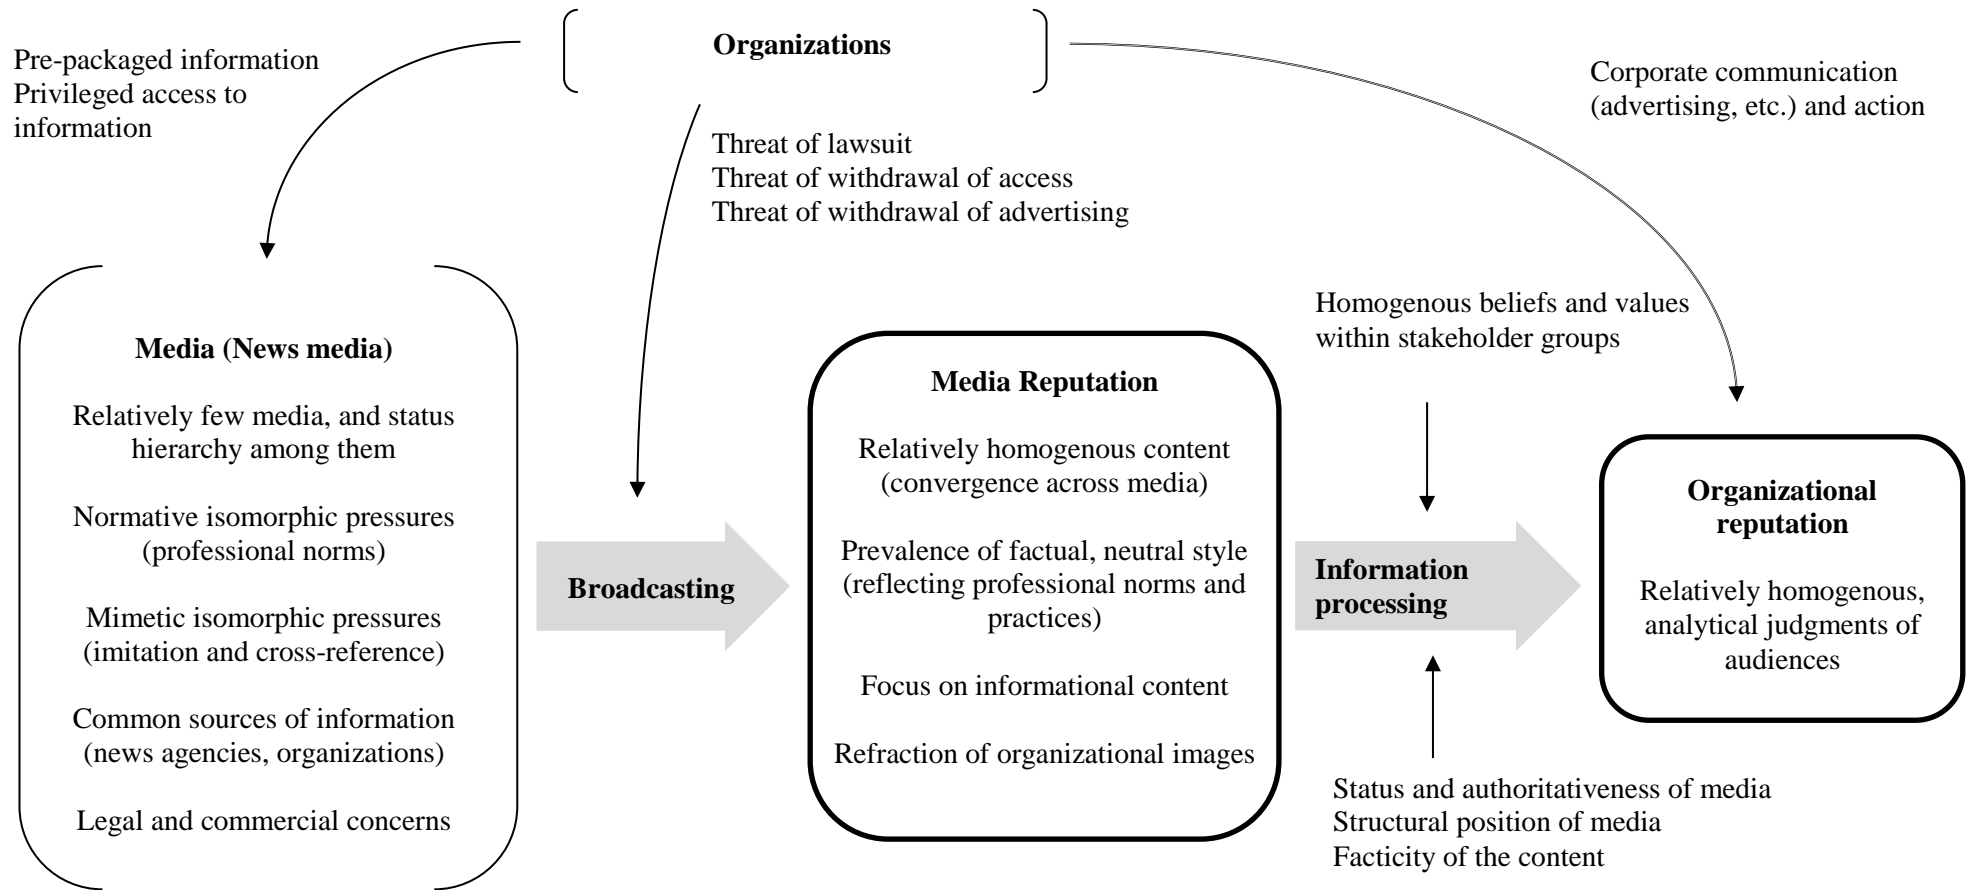 Organizations
Pre-packaged information
Privileged access to
information
Corporate communication
(advertising, etc.) and action
Threat of lawsuit
Threat of withdrawal of access
Threat of withdrawal of advertising
Media (News media)
Relatively few media, and status
hierarchy among them
Normative isomorphic pressures
(professional norms)
Mimetic isomorphic pressures
(imitation and cross-reference)
Common sources of information
(news agencies, organizations)
Legal and commercial concerns
Broadcasting
Media Reputation
Relatively homogenous content
(convergence across media)
Prevalence of factual, neutral style
(reflecting professional norms and
practices)
Focus on informational content
Refraction of organizational images
Homogenous beliefs and values
within stakeholder groups
Information
processing
Status and authoritativeness of media
Structural position of media
Facticity of the content
Organizational
reputation
Relatively homogenous,
analytical judgments of
audiences